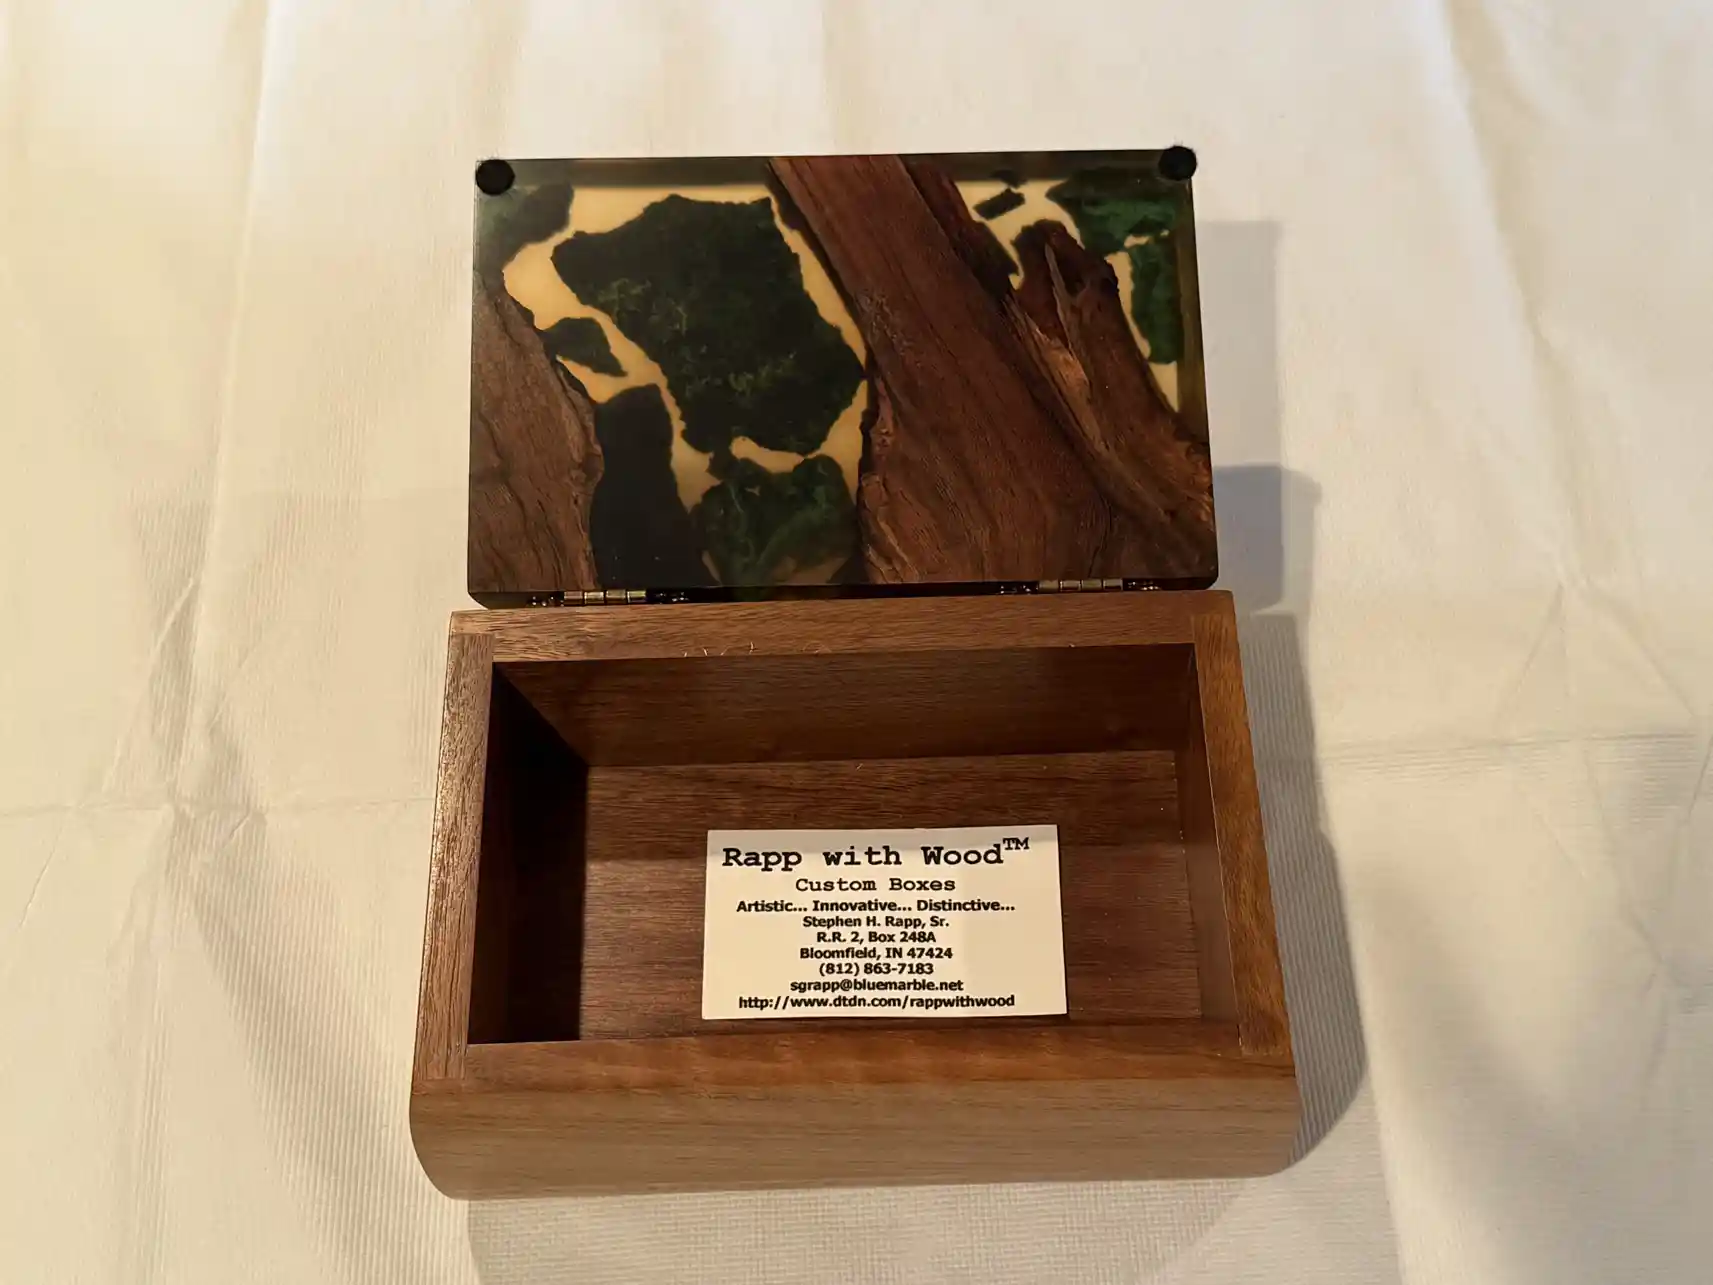 Rapp with Wood™
Custom Boxes
Artistic... Innovative... Distinctive...
Stephen H. Rapp, Sr.
R.R. 2, Box 248A
Bloomfield, IN 47424
(812) 863-7183
sgrapp@bluemarble.net
http://www.dtdn.com/rappwithwood